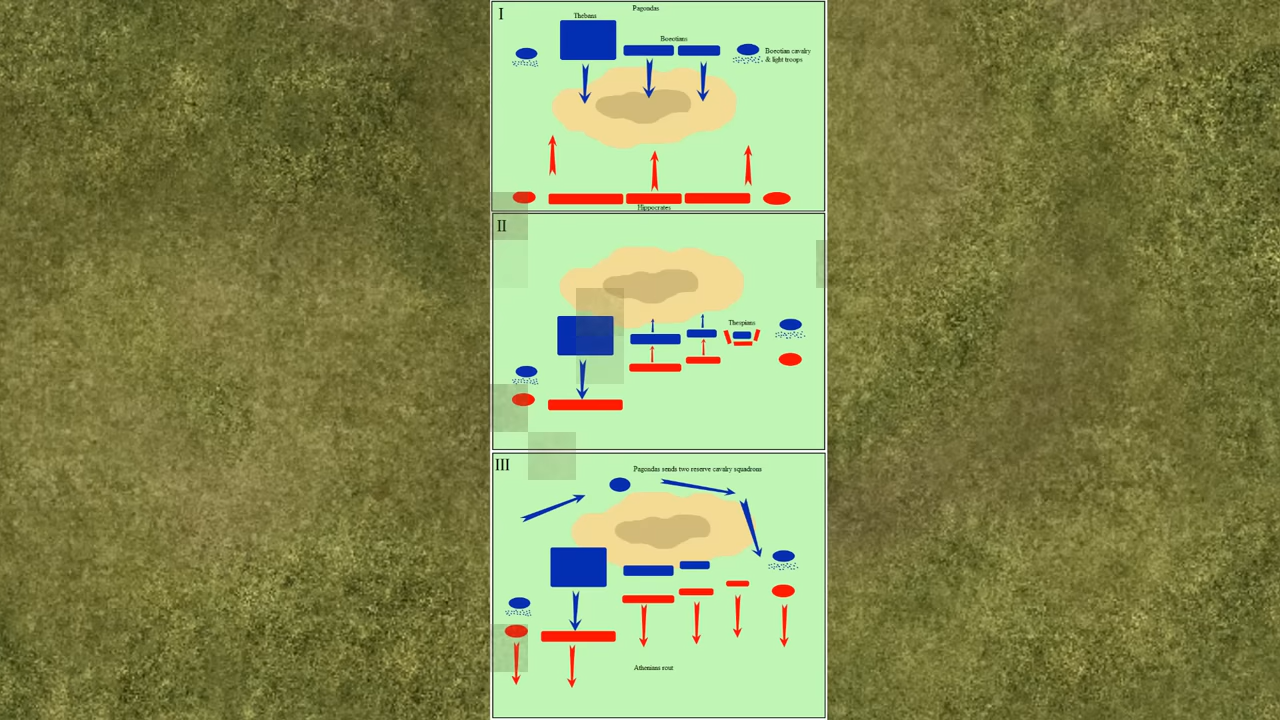 I
Pagondas
Thebans
Boeotians
Boeotian cavalry
& light troops
Hippocrates
II
Thespians
III
Pagondas sends two reserve cavalry squadrons
Athenians rout